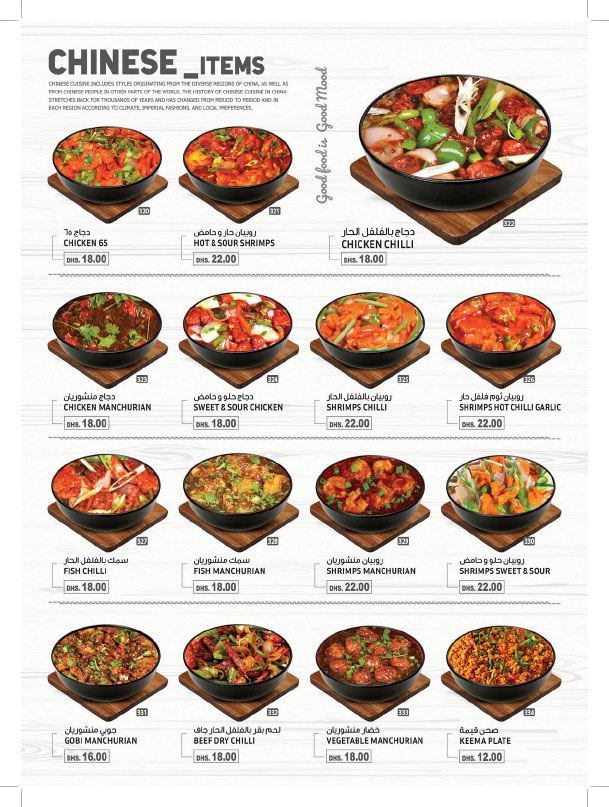 CHINESE _ITEMS
CHINESE CUISINE INCLUDES STYLES ORIGINATING FROM THE DIVERSE REGIONS OF CHINA, AS WELL AS
FROM CHINESE PEOPLE IN OTHER PARTS OF THE WORLD. THE HISTORY OF CHINESE CUISINE IN CHINA
STRETCHES BACK FOR THOUSANDS OF YEARS AND HAS CHANGED FROM PERIOD TO PERIOD AND IN
EACH REGION ACCORDING TO CLIMATE, IMPERIAL FASHIONS, AND LOCAL PREFERENCES.
Good food is Good Mood
320
دجاج ٦٥
CHICKEN 65
DHS. 18.00
321
روبيان حار و حامض
HOT & SOUR SHRIMPS
DHS. 22.00
322
دجاج بالفلفل الحار
CHICKEN CHILLI
DHS. 18.00
323
دجاج منشوريان
CHICKEN MANCHURIAN
DHS. 18.00
324
دجاج حلو و حامض
SWEET & SOUR CHICKEN
DHS. 18.00
325
روبيان بالفلفل الحار
SHRIMPS CHILLI
DHS. 22.00
326
روبيان ثوم فلفل حار
SHRIMPS HOT CHILLI GARLIC
DHS. 22.00
327
سمك بالفلفل الحار
FISH CHILLI
DHS. 18.00
328
سمك منشوريان
FISH MANCHURIAN
DHS. 18.00
329
روبيان منشوريان
SHRIMPS MANCHURIAN
DHS. 22.00
330
روبيان حلو و حامض
SHRIMPS SWEET & SOUR
DHS. 22.00
331
جوبي منشوريان
GOBI MANCHURIAN
DHS. 16.00
332
لحم بقر بالفلفل الحار جاف
BEEF DRY CHILLI
DHS. 18.00
333
خضار منشوريان
VEGETABLE MANCHURIAN
DHS. 18.00
334
صحن قيمة
KEEMA PLATE
DHS. 12.00